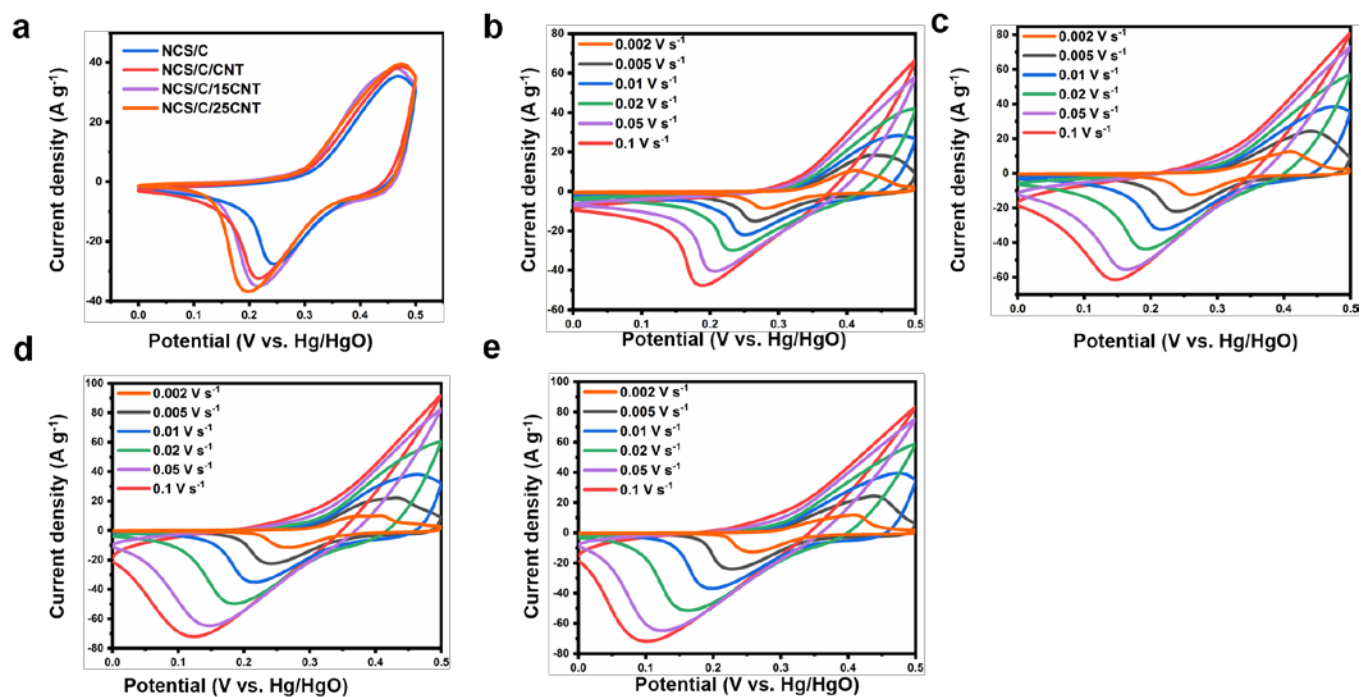 a
NCS/C
NCS/C/CNT
NCS/C/15CNT
NCS/C/25CNT
Current density (A g⁻¹)
40
20
0
-20
-40
0.0 0.1 0.2 0.3 0.4 0.5
Potential (V vs. Hg/HgO)
b
0.002 V s⁻¹
0.005 V s⁻¹
0.01 V s⁻¹
0.02 V s⁻¹
0.05 V s⁻¹
0.1 V s⁻¹
Current density (A g⁻¹)
80
60
40
20
0
-20
-40
-60
0.0 0.1 0.2 0.3 0.4 0.5
Potential (V vs. Hg/HgO)
c
0.002 V s⁻¹
0.005 V s⁻¹
0.01 V s⁻¹
0.02 V s⁻¹
0.05 V s⁻¹
0.1 V s⁻¹
Current density (A g⁻¹)
80
60
40
20
0
-20
-40
-60
0.0 0.1 0.2 0.3 0.4 0.5
Potential (V vs. Hg/HgO)
d
0.002 V s⁻¹
0.005 V s⁻¹
0.01 V s⁻¹
0.02 V s⁻¹
0.05 V s⁻¹
0.1 V s⁻¹
Current density (A g⁻¹)
100
80
60
40
20
0
-20
-40
-60
-80
0.0 0.1 0.2 0.3 0.4 0.5
Potential (V vs. Hg/HgO)
e
0.002 V s⁻¹
0.005 V s⁻¹
0.01 V s⁻¹
0.02 V s⁻¹
0.05 V s⁻¹
0.1 V s⁻¹
Current density (A g⁻¹)
100
80
60
40
20
0
-20
-40
-60
-80
0.0 0.1 0.2 0.3 0.4 0.5
Potential (V vs. Hg/HgO)